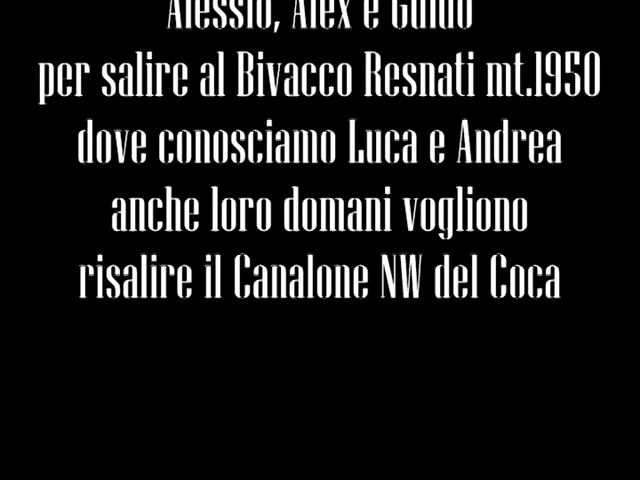 Alessio, Alex e Guido
per salire al Bivacco Resnati mt.1950
dove conosciamo Luca e Andrea
anche loro domani vogliono
risalire il Canalone NW del Coca